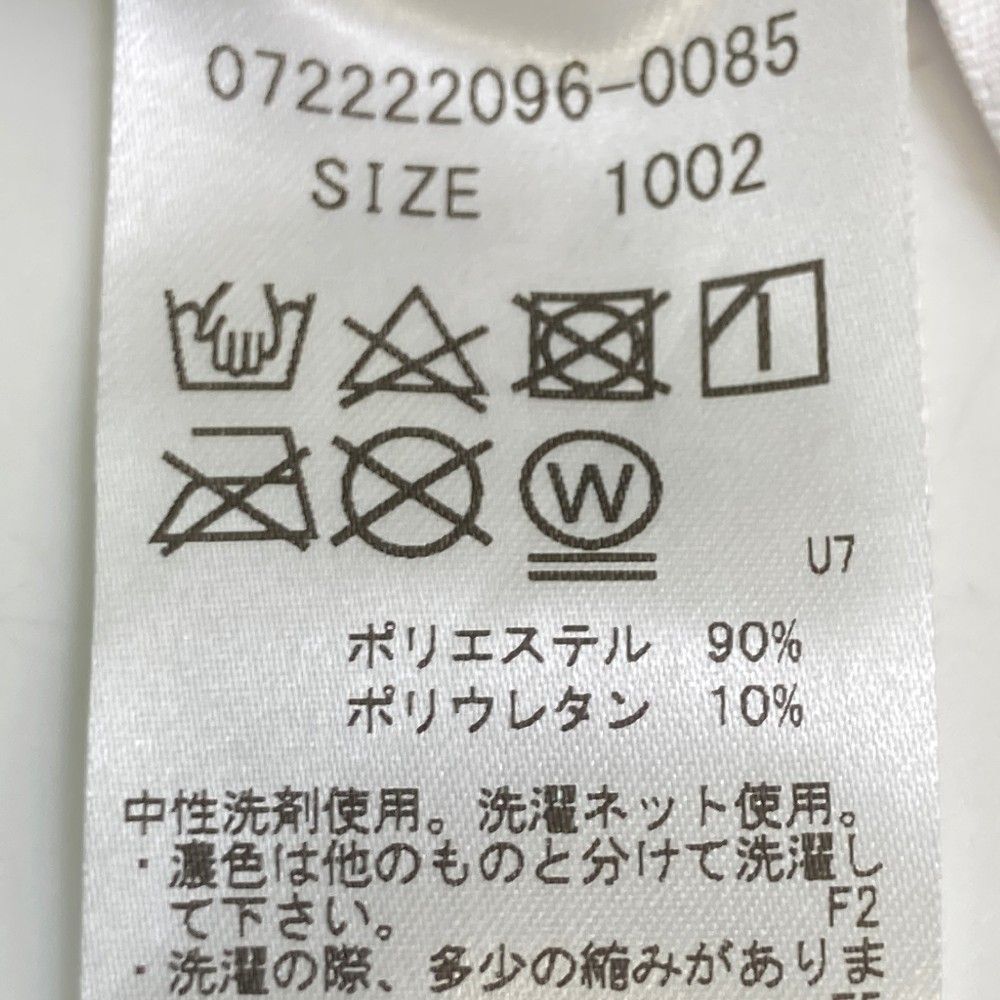 072222096-0085
SIZE 1002
W
U7
ポリエステル 90%
ポリウレタン 10%
中性洗剤使用。洗濯ネット使用。
・濃色は他のものと分けて洗濯し
て下さい。
F2
・洗濯の際、多少の縮みがありま